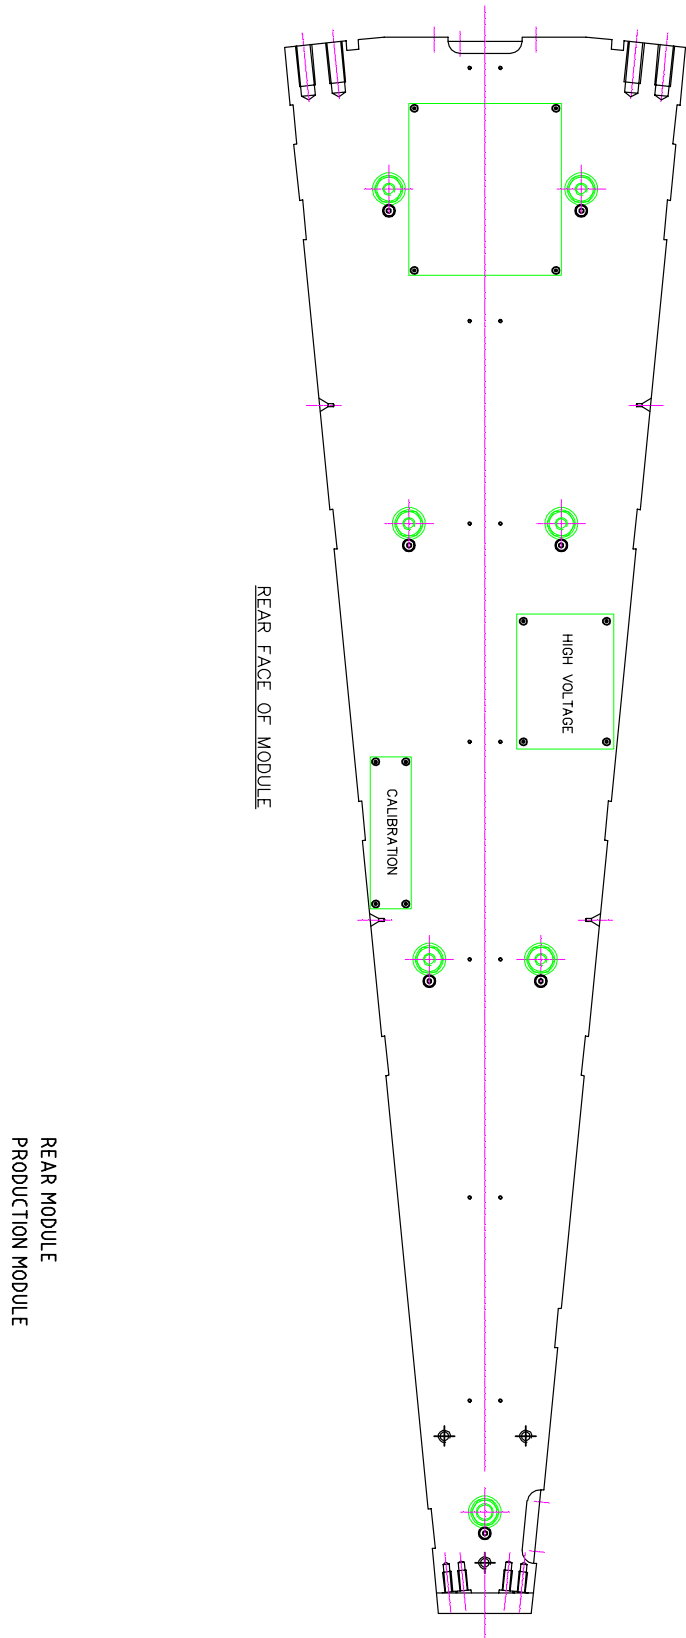 HIGH VOLTAGE
CALIBRATION
REAR FACE OF MODULE
REAR MODULE
PRODUCTION MODULE